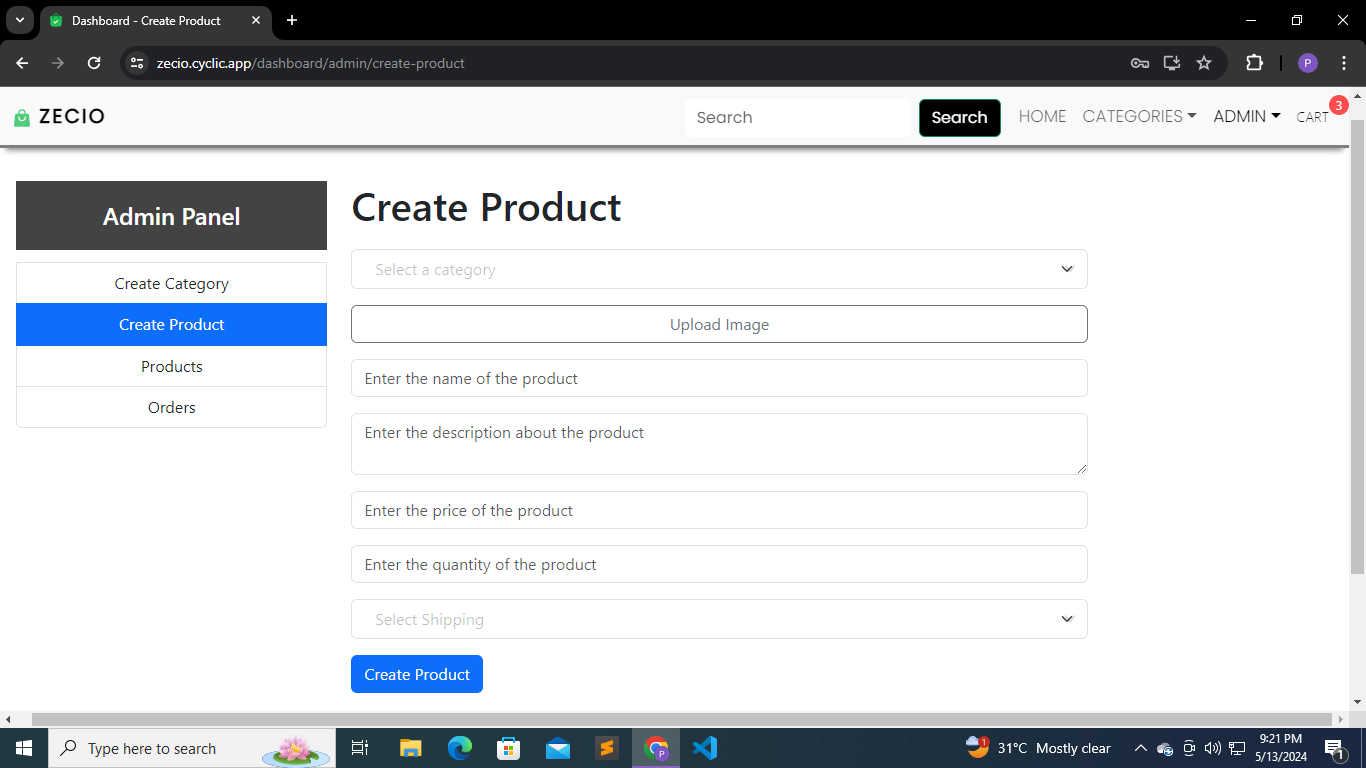 Dashboard - Create Product
zecio.cyclic.app/dashboard/admin/create-product
P
ZECIO
Search
Search
HOME
CATEGORIES
ADMIN
CART
3
Admin Panel
Create Category
Create Product
Products
Orders
Create Product
Select a category
Upload Image
Enter the name of the product
Enter the description about the product
Enter the price of the product
Enter the quantity of the product
Select Shipping
Create Product
Type here to search
P
1
31°C Mostly clear
9:21 PM
5/13/2024
1